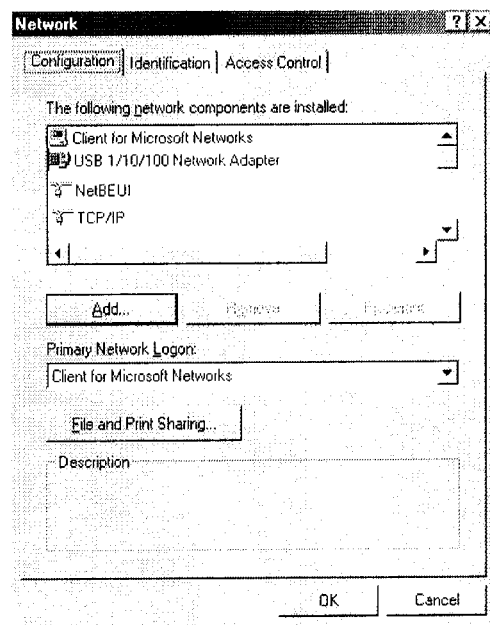 Network
? X
Configuration Identification Access Control
The following network components are installed:
Client for Microsoft Networks
USB 1/10/100 Network Adapter
NetBEUI
TCP/IP
Add... Remove Properties
Primary Network Logon:
Client for Microsoft Networks
File and Print Sharing...
Description
OK Cancel